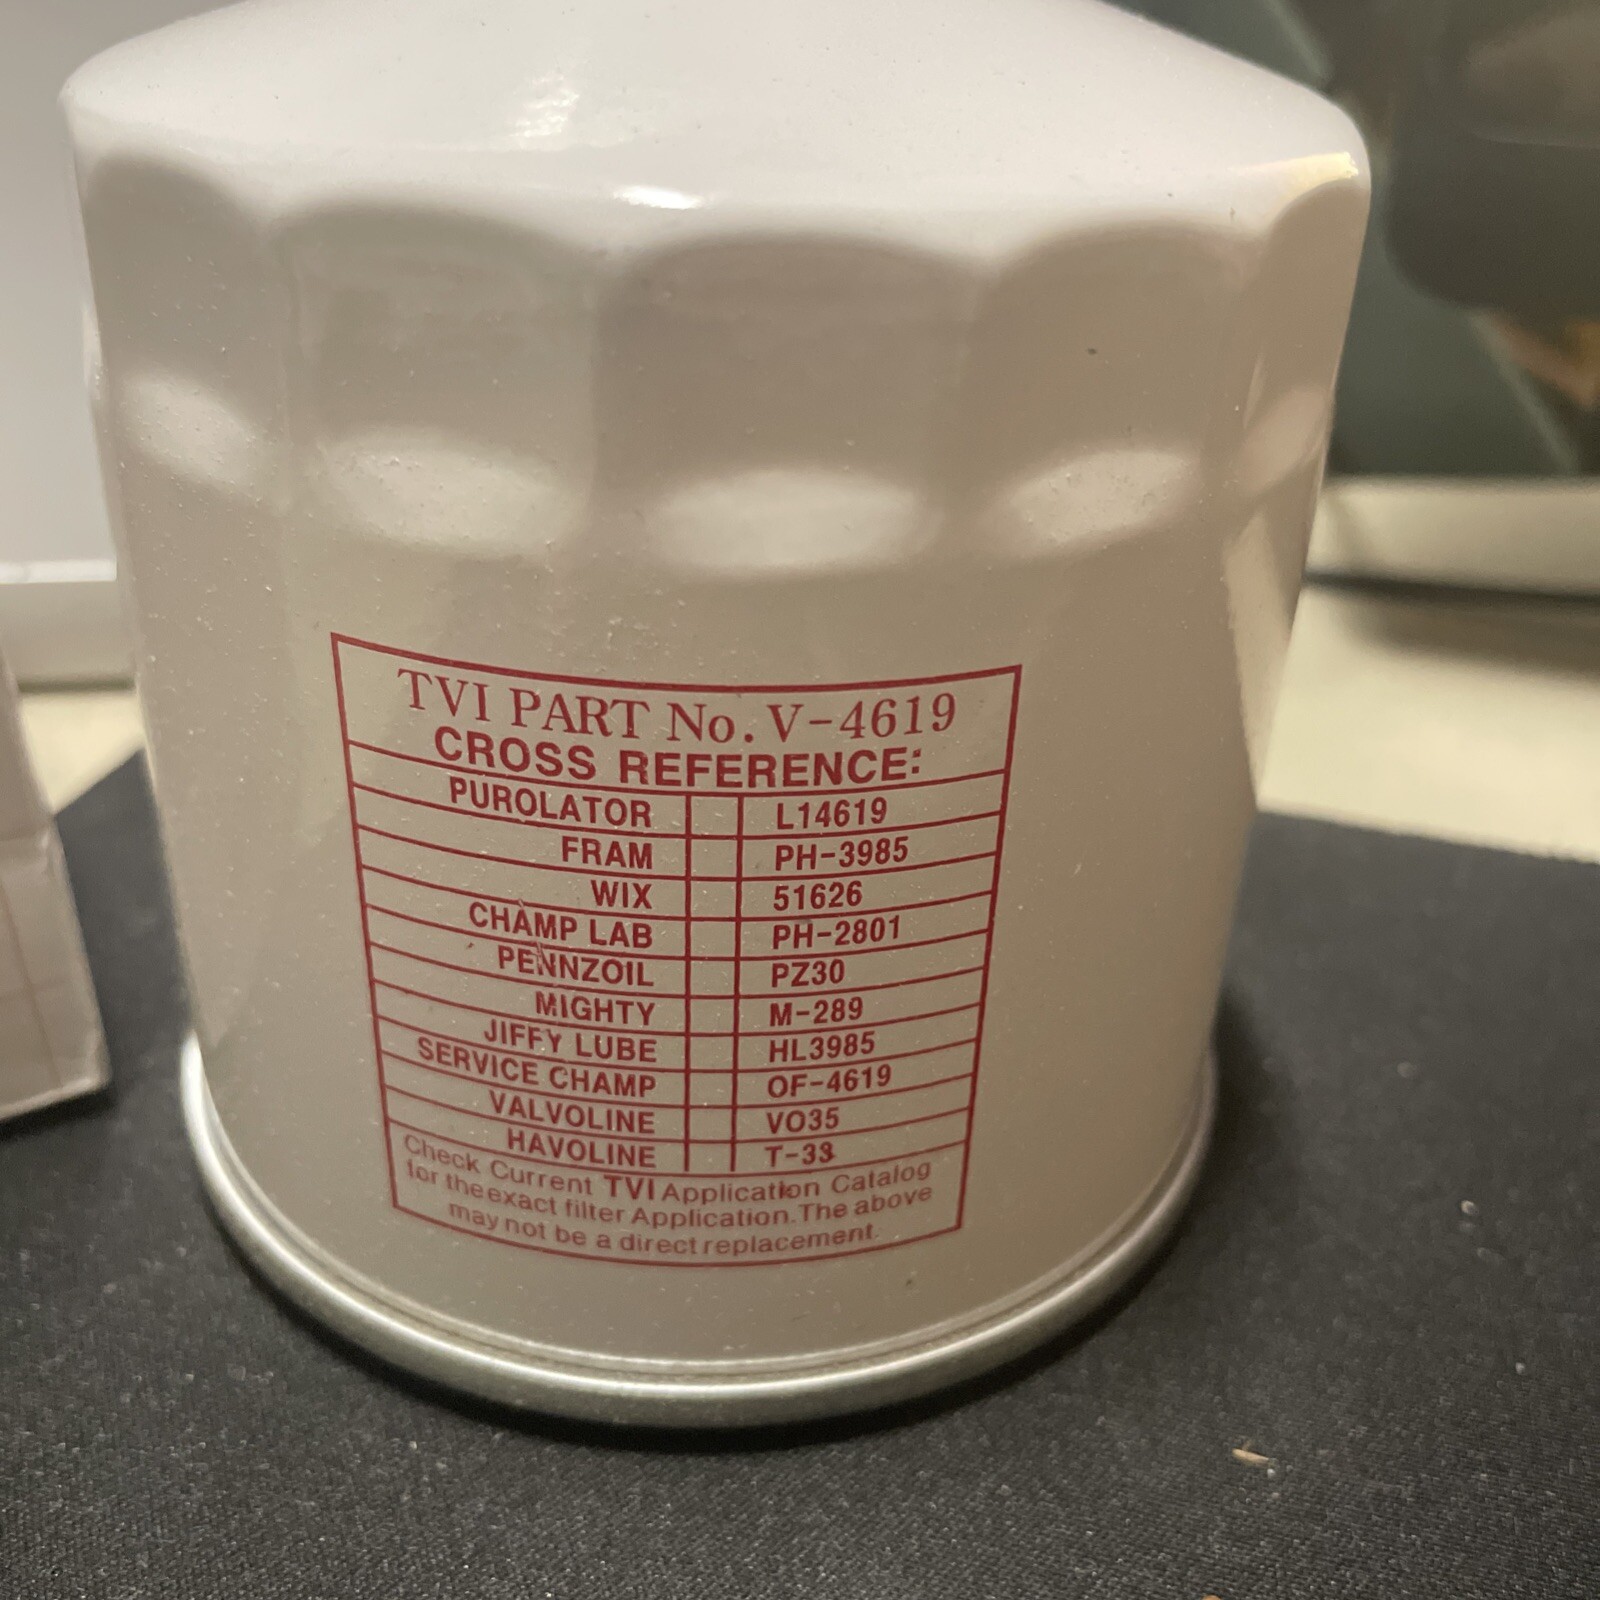 TVI PART No. V-4619
CROSS REFERENCE:
PUROLATOR L14619
FRAM PH-3985
WIX 51626
CHAMP LAB PH-2801
PENNZOIL PZ30
MIGHTY M-289
JIFFY LUBE HL3985
SERVICE CHAMP OF-4619
VALVOLINE VO35
HAVOLINE T-33
Check Current TVI Application Catalog
for the exact filter Application. The above
may not be a direct replacement.